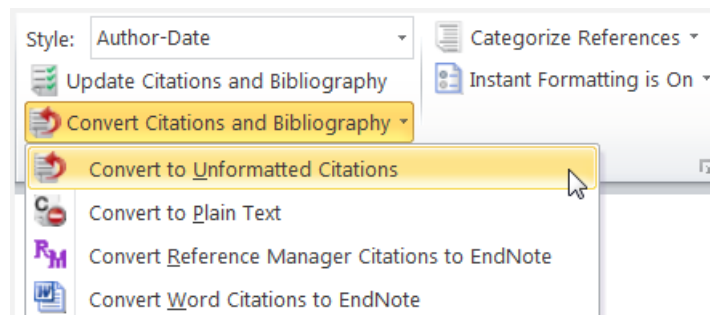 Style: Author-Date
Categorize References
Update Citations and Bibliography
Instant Formatting is On
Convert Citations and Bibliography
Convert to Unformatted Citations
Convert to Plain Text
Convert Reference Manager Citations to EndNote
Convert Word Citations to EndNote